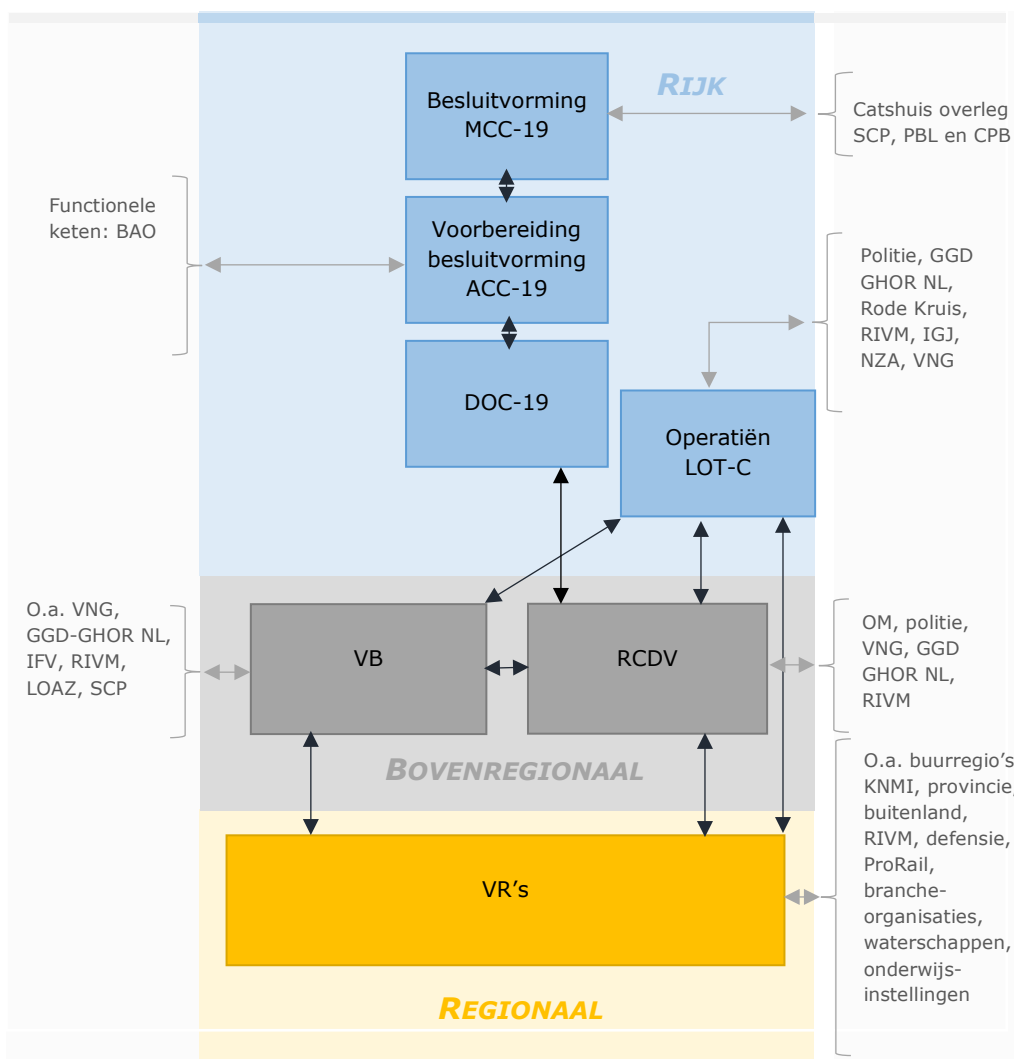 RIJK
Besluitvorming
MCC-19
Catshuis overleg
SCP, PBL en CPB
Functionele
keten: BAO
Voorbereiding
besluitvorming
ACC-19
Politie, GGD
GHOR NL,
Rode Kruis,
RIVM, IGJ,
NZA, VNG
DOC-19
Operatiën
LOT-C
O.a. VNG,
GGD-GHOR NL,
IFV, RIVM,
LOAZ, SCP
VB
RCDV
OM, politie,
VNG, GGD
GHOR NL,
RIVM
BOVENREGIONAAL
O.a. buurregio's
KNMI, provincie,
buitenland,
RIVM, defensie,
ProRail,
branche-
organisaties,
waterschappen,
onderwijs-
instellingen
VR's
REGIONAAL